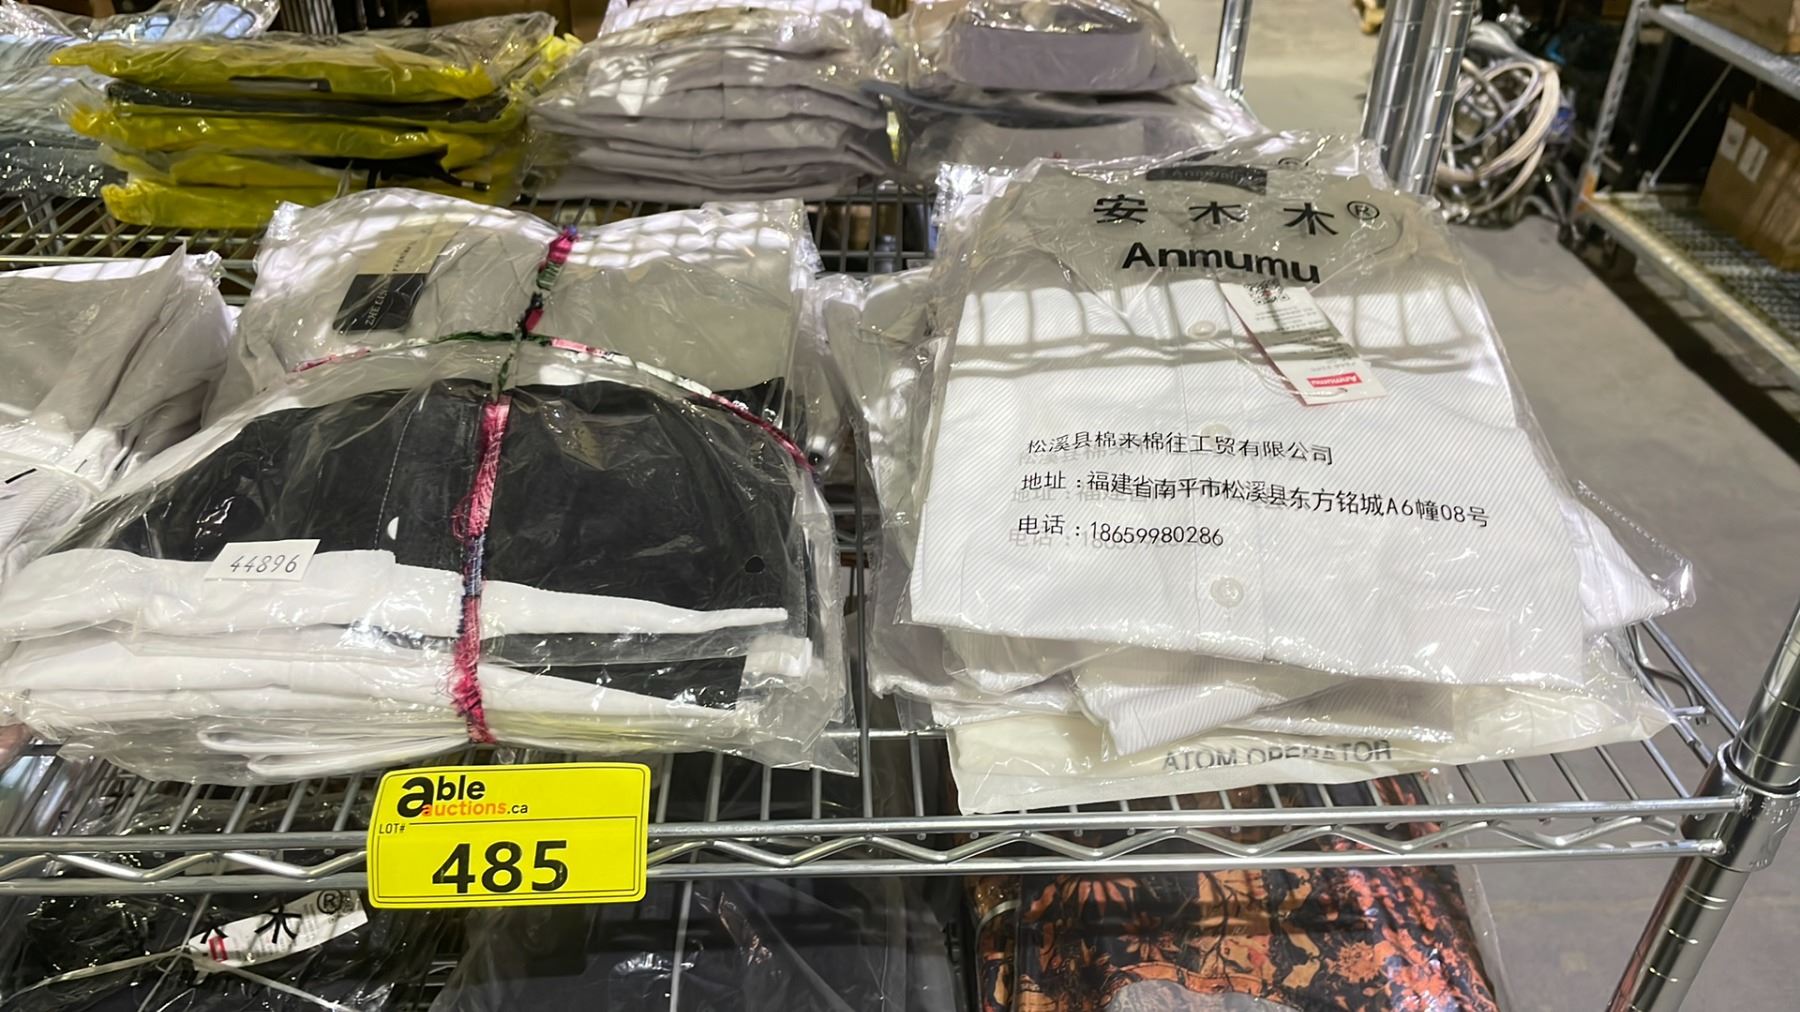 安木木®
Anmumu
Anmumu
松溪县棉来棉往工贸有限公司
地址：福建省南平市松溪县东方铭城A6幢08号
电话：18659980286
44896
ATOM OPERATOR
able
auctions.ca
LOT#
485
木®